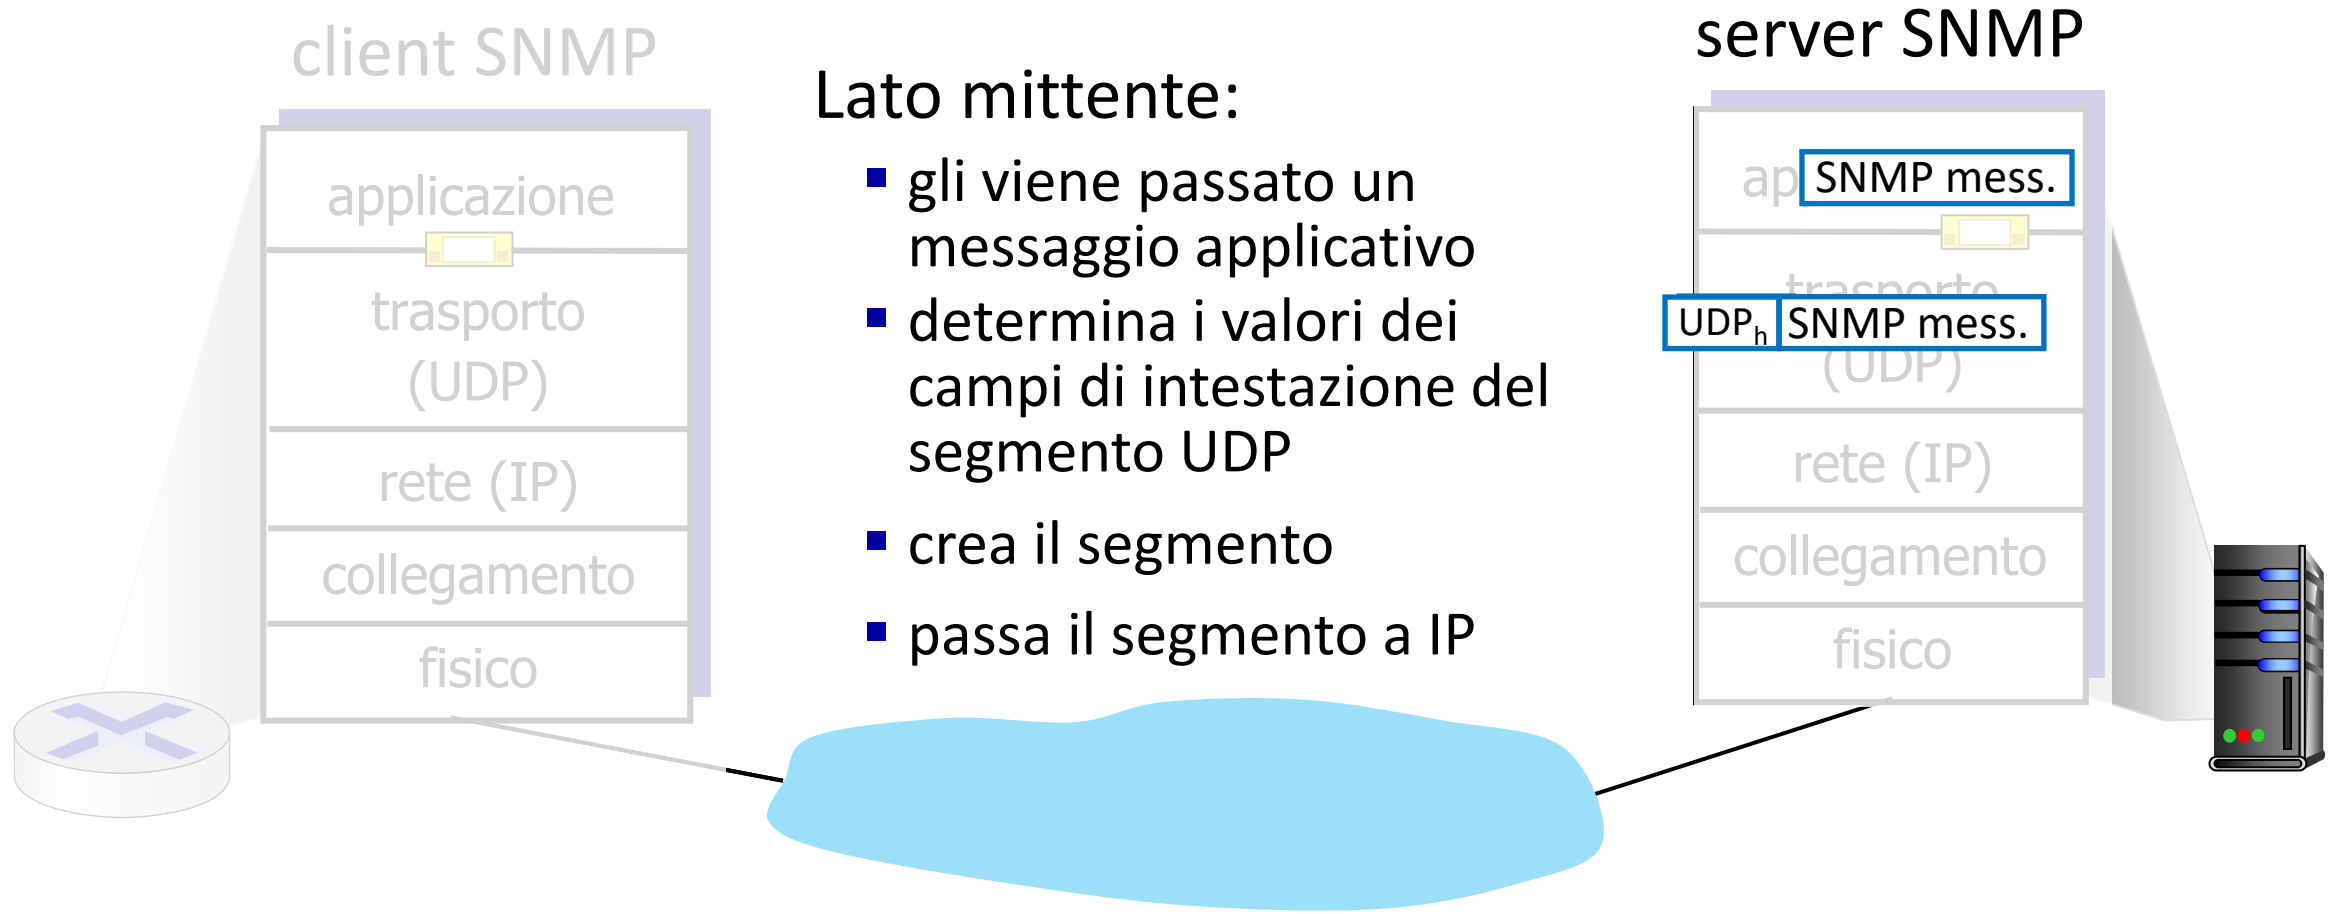 client SNMP
applicazione
trasporto
(UDP)
rete (IP)
collegamento
fisico
Lato mittente:
gli viene passato un
messaggio applicativo
determina i valori dei
campi di intestazione del
segmento UDP
crea il segmento
passa il segmento a IP
server SNMP
ap SNMP mess.
trasporto
UDPh SNMP mess.
(UDP)
rete (IP)
collegamento
fisico